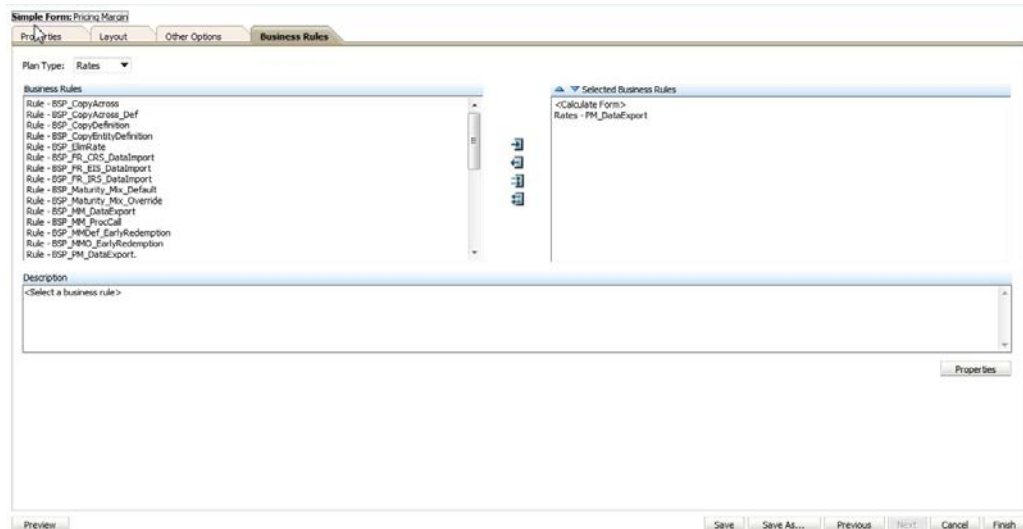 Simple Form: Pricing Margin
Properties Layout Other Options Business Rules
Plan Type: Rates
Business Rules
Rule - BSP_CopyAcross
Rule - BSP_CopyAcross_Def
Rule - BSP_CopyDefinition
Rule - BSP_CopyEntityDefinition
Rule - BSP_ElimRate
Rule - BSP_FR_CRS_DataImport
Rule - BSP_FR_EIS_DataImport
Rule - BSP_FR_IRS_DataImport
Rule - BSP_Maturity_Mix_Default
Rule - BSP_Maturity_Mix_Override
Rule - BSP_MM_DataExport
Rule - BSP_MM_ProcCall
Rule - BSP_MMDef_EarlyRedemption
Rule - BSP_MMO_EarlyRedemption
Rule - BSP_PM_DataExport.
Selected Business Rules
<Calculate Form>
Rates - PM_DataExport
Description
<Select a business rule>
Properties
Preview Save Save As... Previous Next Cancel Finish